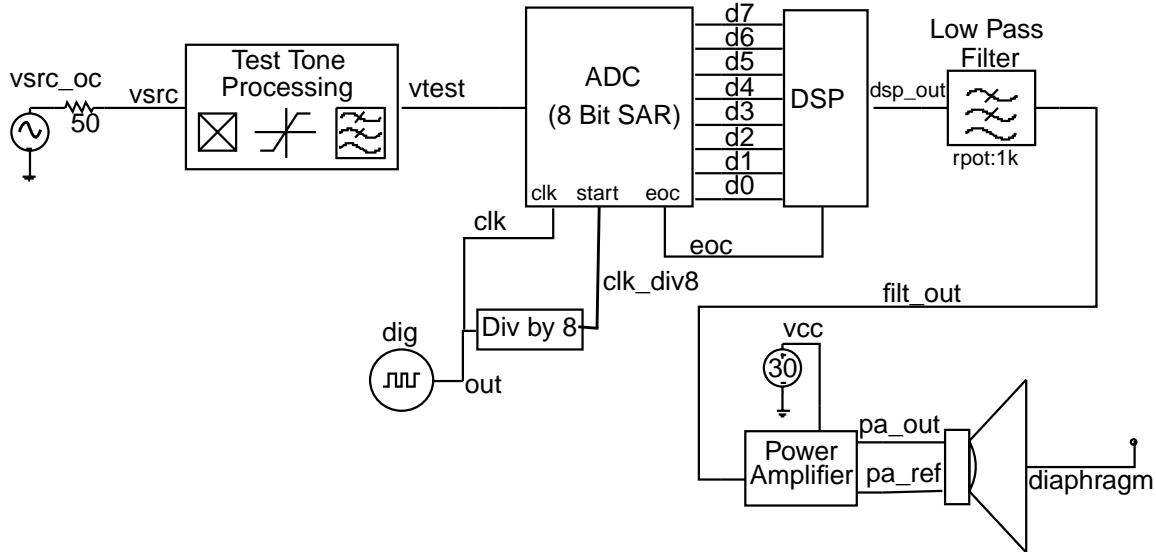 vsrc_oc
50
vsrc
Test Tone
Processing
vtest
ADC
(8 Bit SAR)
clk
start
eoc
d7
d6
d5
d4
d3
d2
d1
d0
DSP
dsp_out
Low Pass
Filter
rpot:1k
clk
eoc
clk_div8
filt_out
Div by 8
dig
out
vcc
30
Power
Amplifier
pa_out
pa_ref
diaphragm